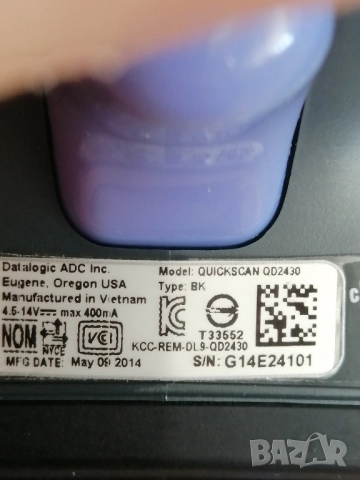 Datalogic ADC Inc.
Eugene, Oregon USA
Manufactured in Vietnam
4.5-14V⎓ max 400mA
Model: QUICKSCAN QD2430
Type: BK
NOM
NYCE
VCI
T33552
KCC-REM-DL9-QD2430
MFG DATE: May 09 2014
S/N: G14E24101
C
BAZAR
bg